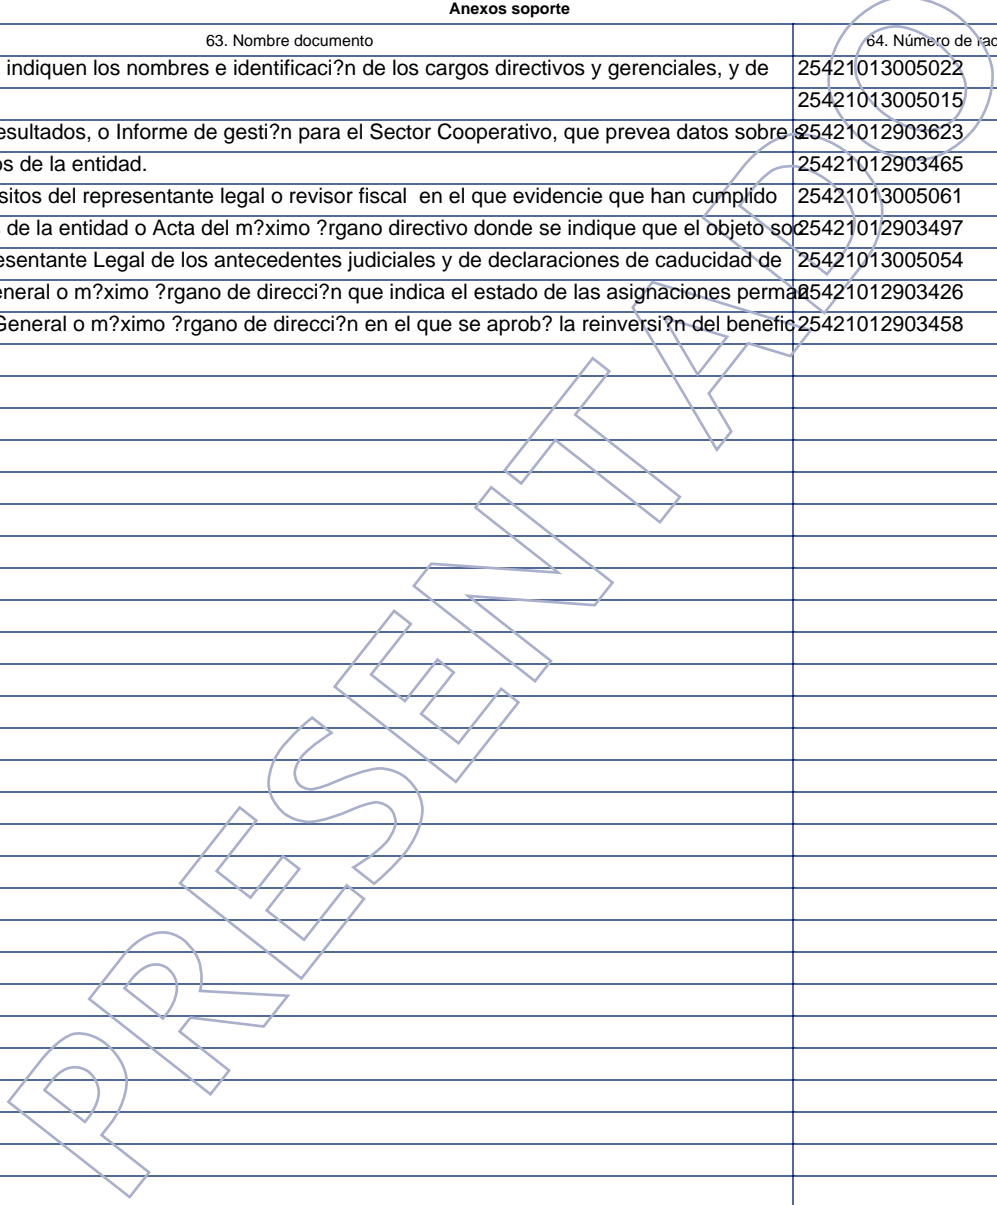 Anexos soporte
63. Nombre documento 64. Número de rad
indiquen los nombres e identificaci?n de los cargos directivos y gerenciales, y de 25421013005022
25421013005015
esultados, o Informe de gesti?n para el Sector Cooperativo, que prevea datos sobre s 25421012903623
os de la entidad. 25421012903465
sitos del representante legal o revisor fiscal en el que evidencie que han cumplido 25421013005061
de la entidad o Acta del m?ximo ?rgano directivo donde se indique que el objeto soc 25421012903497
esentante Legal de los antecedentes judiciales y de declaraciones de caducidad de 25421013005054
eneral o m?ximo ?rgano de direcci?n que indica el estado de las asignaciones perman 25421012903426
General o m?ximo ?rgano de direcci?n en el que se aprob? la reinversi?n del benefic 25421012903458
PRESENTADO